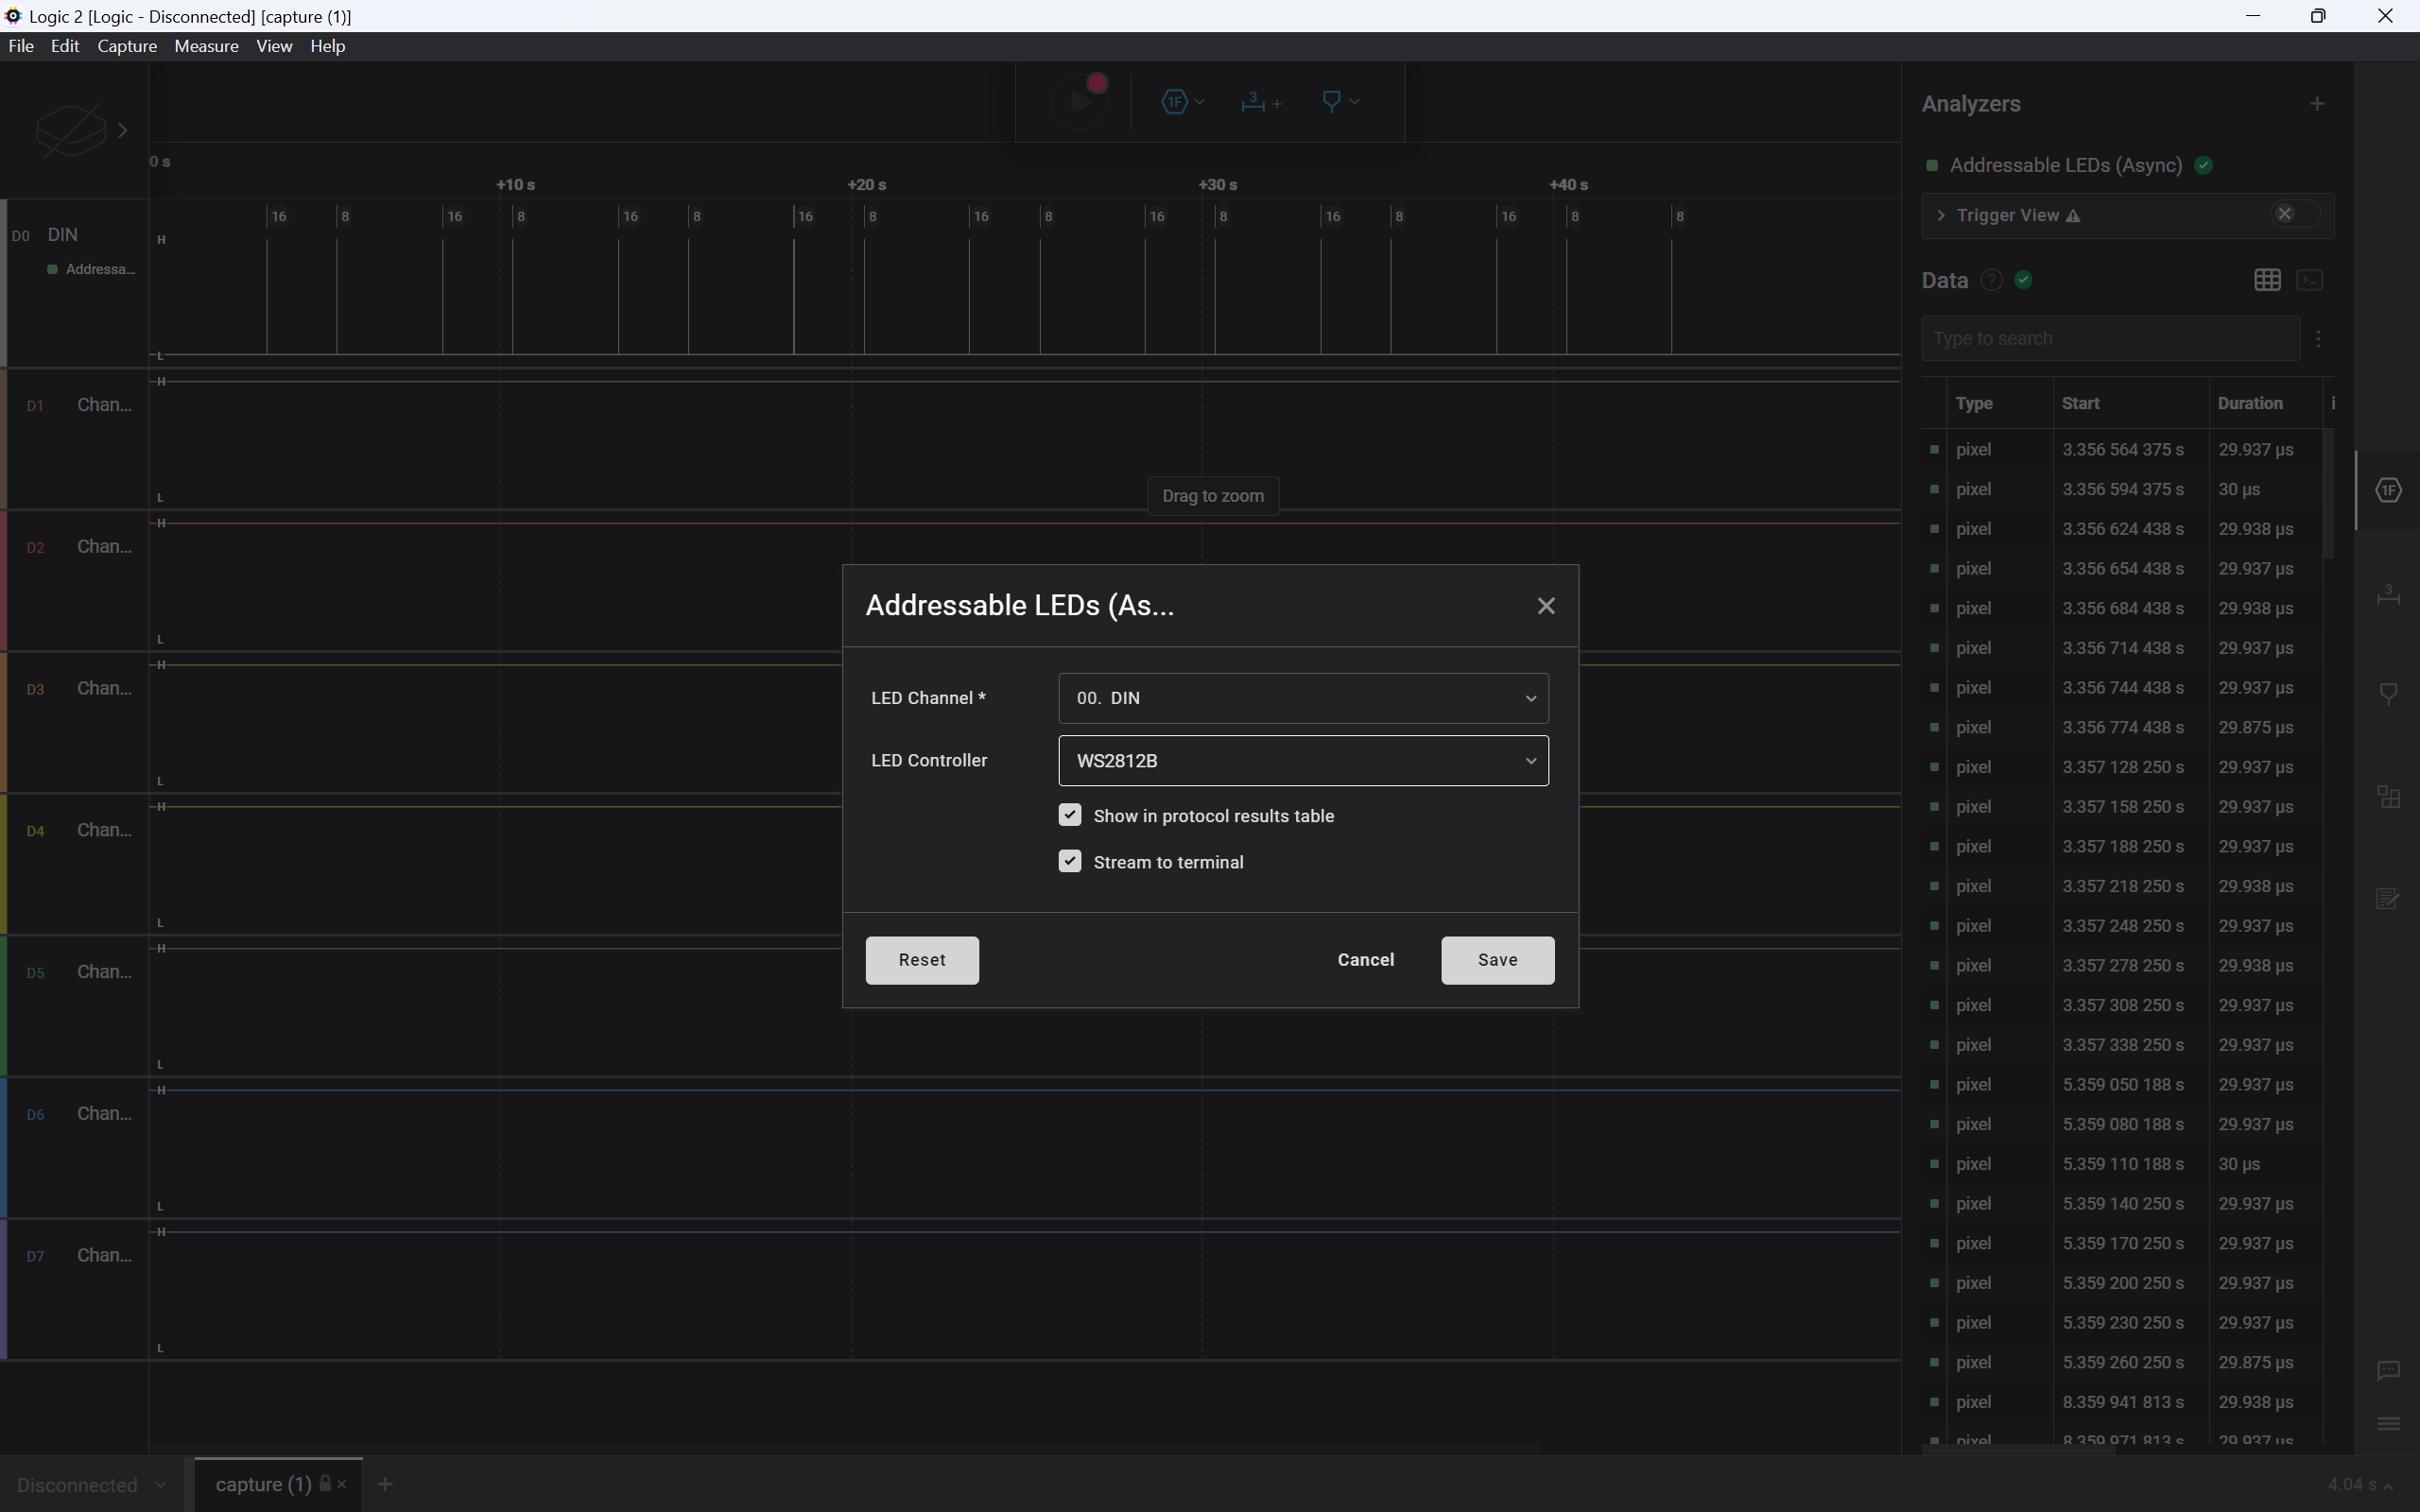 Logic 2 [Logic - Disconnected] [capture (1)]
File Edit Capture Measure View Help
0 s
+10 s +20 s +30 s +40 s
16 8 16 8 16 8 16 8 16 8 16 8 16 8 16 8 8
D0 DIN
Addressa...
H
L
D1 Chan...
H
L
Drag to zoom
D2 Chan...
H
L
D3 Chan...
H
L
D4 Chan...
H
L
D5 Chan...
H
L
D6 Chan...
H
L
D7 Chan...
H
L
Addressable LEDs (As...
LED Channel * 00. DIN
LED Controller WS2812B
Show in protocol results table
Stream to terminal
Reset Cancel Save
Analyzers
Addressable LEDs (Async)
Trigger View
Data
Type to search
Type Start Duration i
pixel 3.356 564 375 s 29.937 μs
pixel 3.356 594 375 s 30 μs
pixel 3.356 624 438 s 29.938 μs
pixel 3.356 654 438 s 29.937 μs
pixel 3.356 684 438 s 29.938 μs
pixel 3.356 714 438 s 29.937 μs
pixel 3.356 744 438 s 29.937 μs
pixel 3.356 774 438 s 29.875 μs
pixel 3.357 128 250 s 29.937 μs
pixel 3.357 158 250 s 29.937 μs
pixel 3.357 188 250 s 29.937 μs
pixel 3.357 218 250 s 29.938 μs
pixel 3.357 248 250 s 29.937 μs
pixel 3.357 278 250 s 29.938 μs
pixel 3.357 308 250 s 29.937 μs
pixel 3.357 338 250 s 29.937 μs
pixel 5.359 050 188 s 29.937 μs
pixel 5.359 080 188 s 29.937 μs
pixel 5.359 110 188 s 30 μs
pixel 5.359 140 250 s 29.937 μs
pixel 5.359 170 250 s 29.937 μs
pixel 5.359 200 250 s 29.937 μs
pixel 5.359 230 250 s 29.937 μs
pixel 5.359 260 250 s 29.875 μs
pixel 8.359 941 813 s 29.938 μs
pixel 8.359 971 813 s 29.937 μs
Disconnected
capture (1)
4.04 s